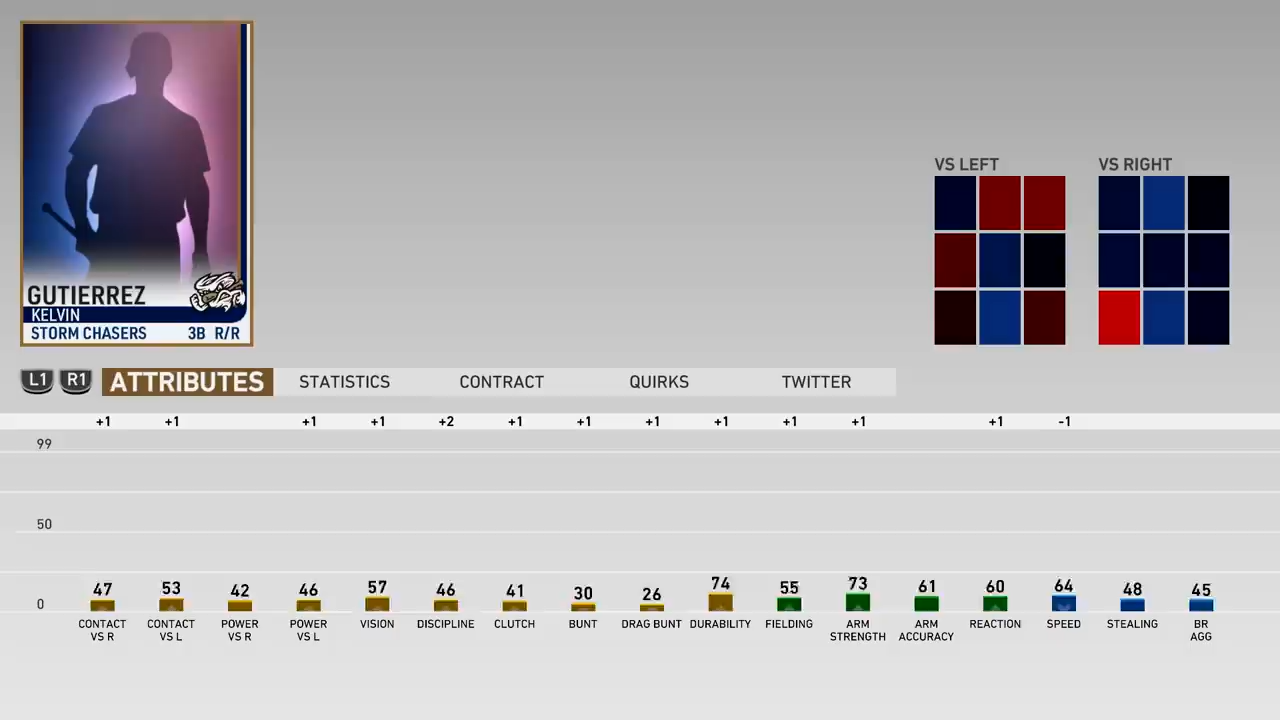 GUTIERREZ
KELVIN
STORM CHASERS 3B R/R
VS LEFT VS RIGHT
L1 R1 ATTRIBUTES STATISTICS CONTRACT QUIRKS TWITTER
+1 +1 +1 +1 +2 +1 +1 +1 +1 +1 +1 -1
99
50
0
47 53 42 46 57 46 41 30 26 74 55 73 61 60 64 48 45
CONTACT VS R
CONTACT VS L
POWER VS R
POWER VS L
VISION
DISCIPLINE
CLUTCH
BUNT
DRAG BUNT
DURABILITY
FIELDING
ARM STRENGTH
ARM ACCURACY
REACTION
SPEED
STEALING
BR AGG